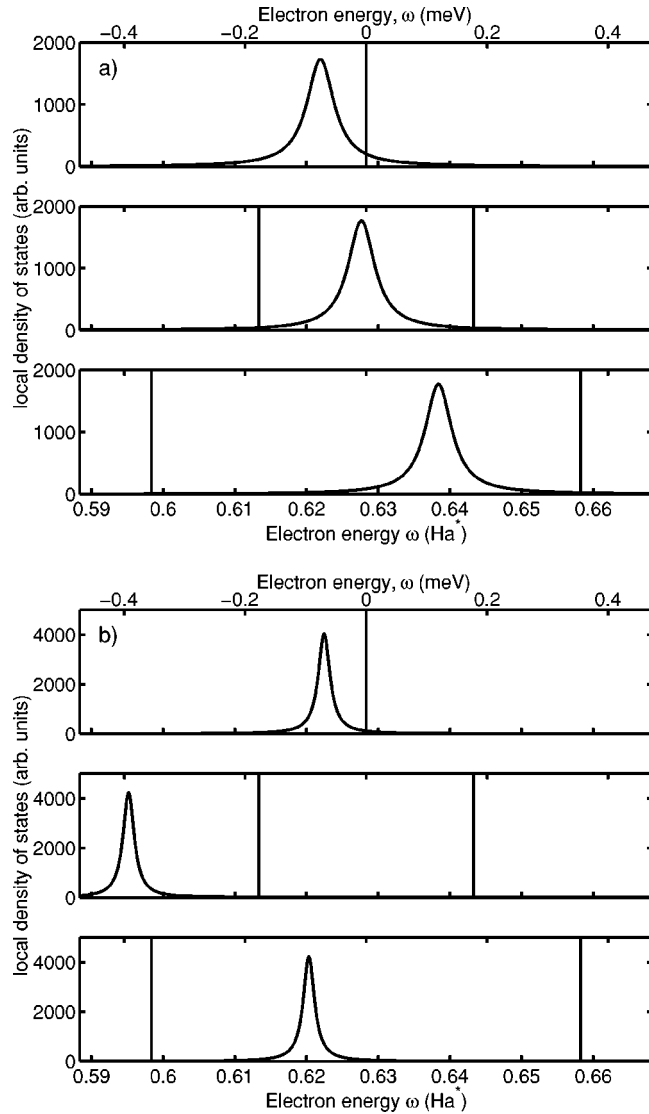 Electron energy, ω (meV)
−0.4 −0.2 0 0.2 0.4
a)
2000
1000
0
2000
1000
0
2000
1000
0
local density of states (arb. units)
0.59 0.6 0.61 0.62 0.63 0.64 0.65 0.66
Electron energy ω (Ha*)
Electron energy, ω (meV)
−0.4 −0.2 0 0.2 0.4
b)
4000
2000
0
4000
2000
0
4000
2000
0
local density of states (arb. units)
0.59 0.6 0.61 0.62 0.63 0.64 0.65 0.66
Electron energy ω (Ha*)